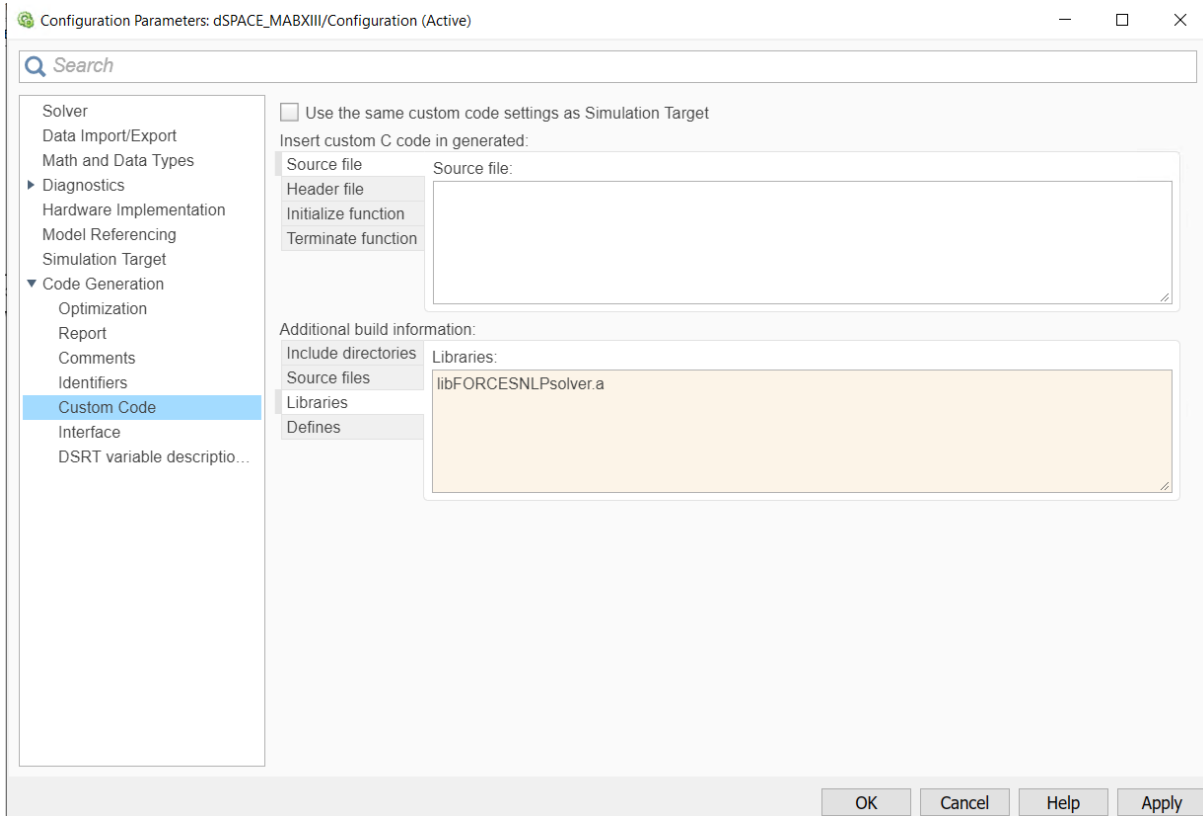 Configuration Parameters: dSPACE_MABXIII/Configuration (Active)
Search
Solver
Data Import/Export
Math and Data Types
Diagnostics
Hardware Implementation
Model Referencing
Simulation Target
Code Generation
Optimization
Report
Comments
Identifiers
Custom Code
Interface
DSRT variable descriptio...
Use the same custom code settings as Simulation Target
Insert custom C code in generated:
Source file
Header file
Initialize function
Terminate function
Source file:
Additional build information:
Include directories
Source files
Libraries
Defines
Libraries:
libFORCESNLPsolver.a
OK
Cancel
Help
Apply